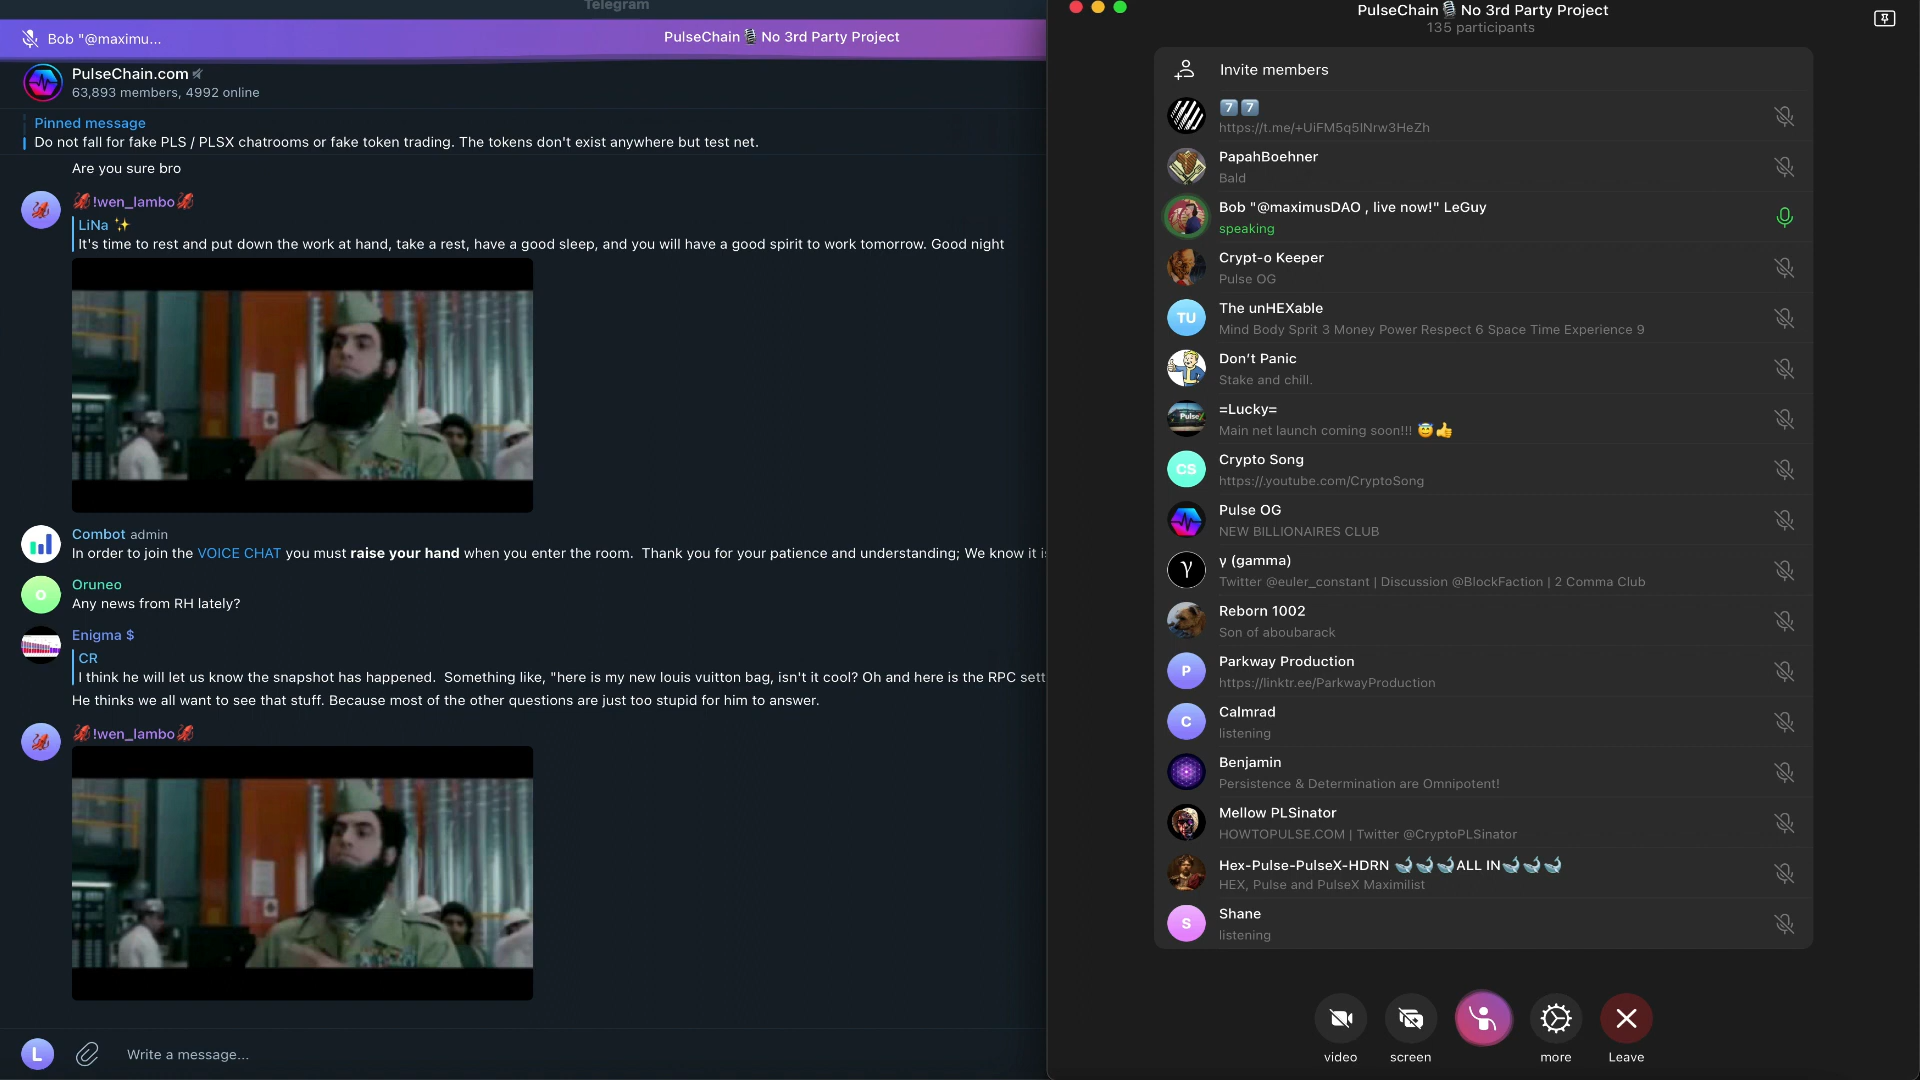 Telegram
Bob "@maximu...
PulseChain🎙️No 3rd Party Project
PulseChain.com
63,893 members, 4992 online
Pinned message
Do not fall for fake PLS / PLSX chatrooms or fake token trading. The tokens don't exist anywhere but test net.
Are you sure bro
🦞!wen_lambo🦞
LiNa ✨
It's time to rest and put down the work at hand, take a rest, have a good sleep, and you will have a good spirit to work tomorrow. Good night
Combot admin
In order to join the VOICE CHAT you must raise your hand when you enter the room. Thank you for your patience and understanding; We know it is
O
Oruneo
Any news from RH lately?
Enigma $
CR
I think he will let us know the snapshot has happened. Something like, "here is my new louis vuitton bag, isn't it cool? Oh and here is the RPC sett
He thinks we all want to see that stuff. Because most of the other questions are just too stupid for him to answer.
🦞!wen_lambo🦞
L
Write a message...
PulseChain🎙️No 3rd Party Project
135 participants
Invite members
7️⃣7️⃣
https://t.me/+UiFM5q5INrw3HeZh
PapahBoehner
Bald
Bob "@maximusDAO , live now!" LeGuy
speaking
Crypt-o Keeper
Pulse OG
TU
The unHEXable
Mind Body Sprit 3 Money Power Respect 6 Space Time Experience 9
Don't Panic
Stake and chill.
Pulse
=Lucky=
Main net launch coming soon!!! 😇👍
CS
Crypto Song
https://.youtube.com/CryptoSong
Pulse OG
NEW BILLIONAIRES CLUB
γ
γ (gamma)
Twitter @euler_constant | Discussion @BlockFaction | 2 Comma Club
Reborn 1002
Son of aboubarack
P
Parkway Production
https://linktr.ee/ParkwayProduction
C
Calmrad
listening
Benjamin
Persistence & Determination are Omnipotent!
Mellow PLSinator
HOWTOPULSE.COM | Twitter @CryptoPLSinator
Hex-Pulse-PulseX-HDRN 🐋🐋🐋ALL IN🐋🐋🐋
HEX, Pulse and PulseX Maximilist
S
Shane
listening
video
screen
more
Leave